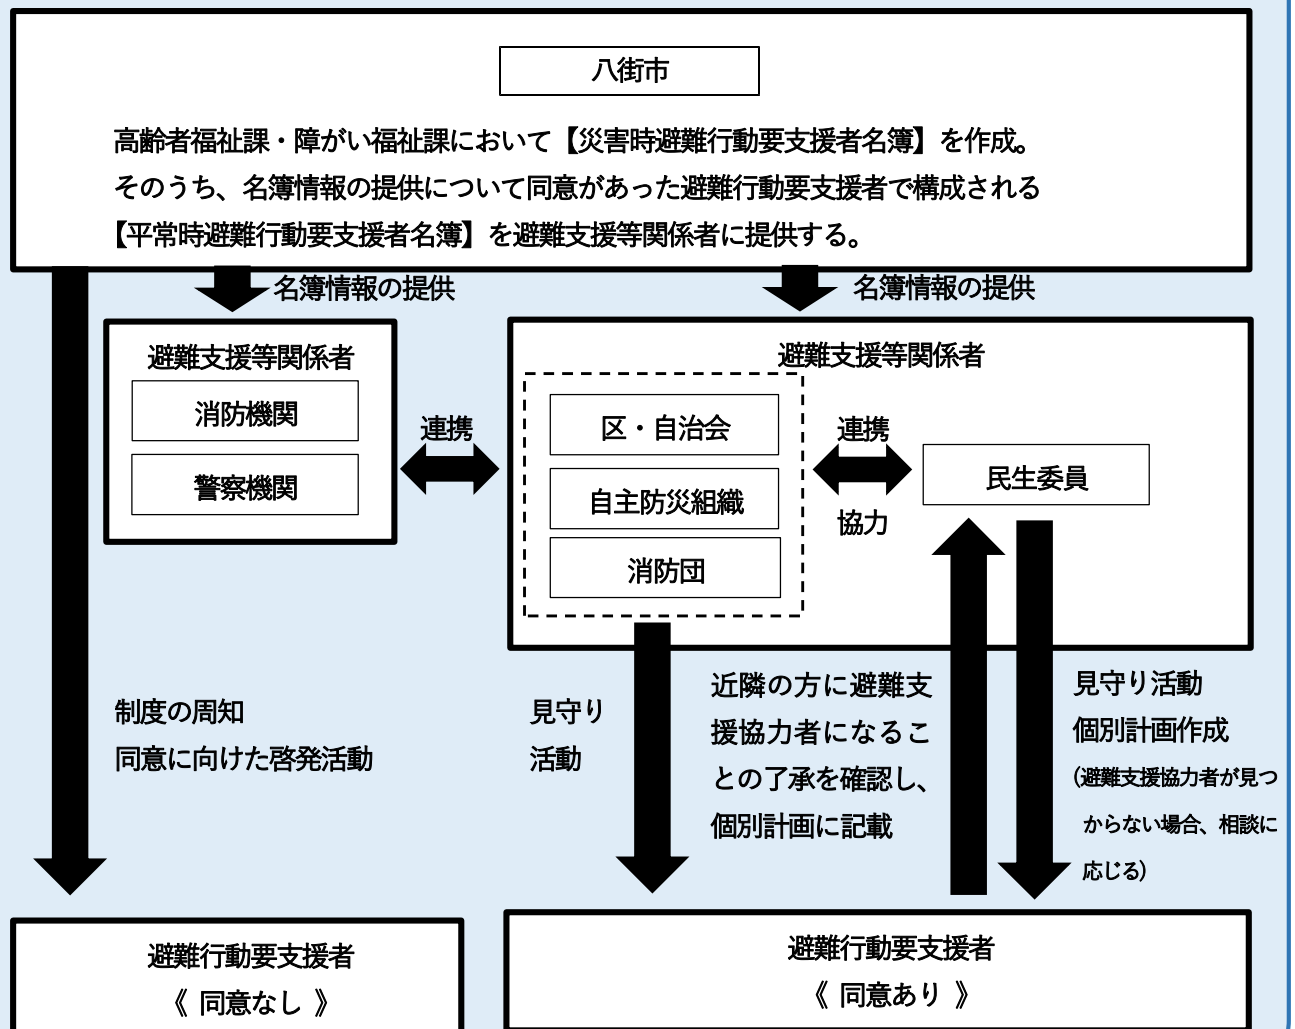 八街市
高齢者福祉課・障がい福祉課において【災害時避難行動要支援者名簿】を作成。
そのうち、名簿情報の提供について同意があった避難行動要支援者で構成される
【平常時避難行動要支援者名簿】を避難支援等関係者に提供する。
名簿情報の提供
名簿情報の提供
避難支援等関係者
消防機関
警察機関
連携
避難支援等関係者
区・自治会
自主防災組織
消防団
連携
協力
民生委員
制度の周知
同意に向けた啓発活動
見守り
活動
近隣の方に避難支
援協力者になるこ
との了承を確認し、
個別計画に記載
見守り活動
個別計画作成
(避難支援協力者が見つ
からない場合、相談に
応じる)
避難行動要支援者
《 同意なし 》
避難行動要支援者
《 同意あり 》